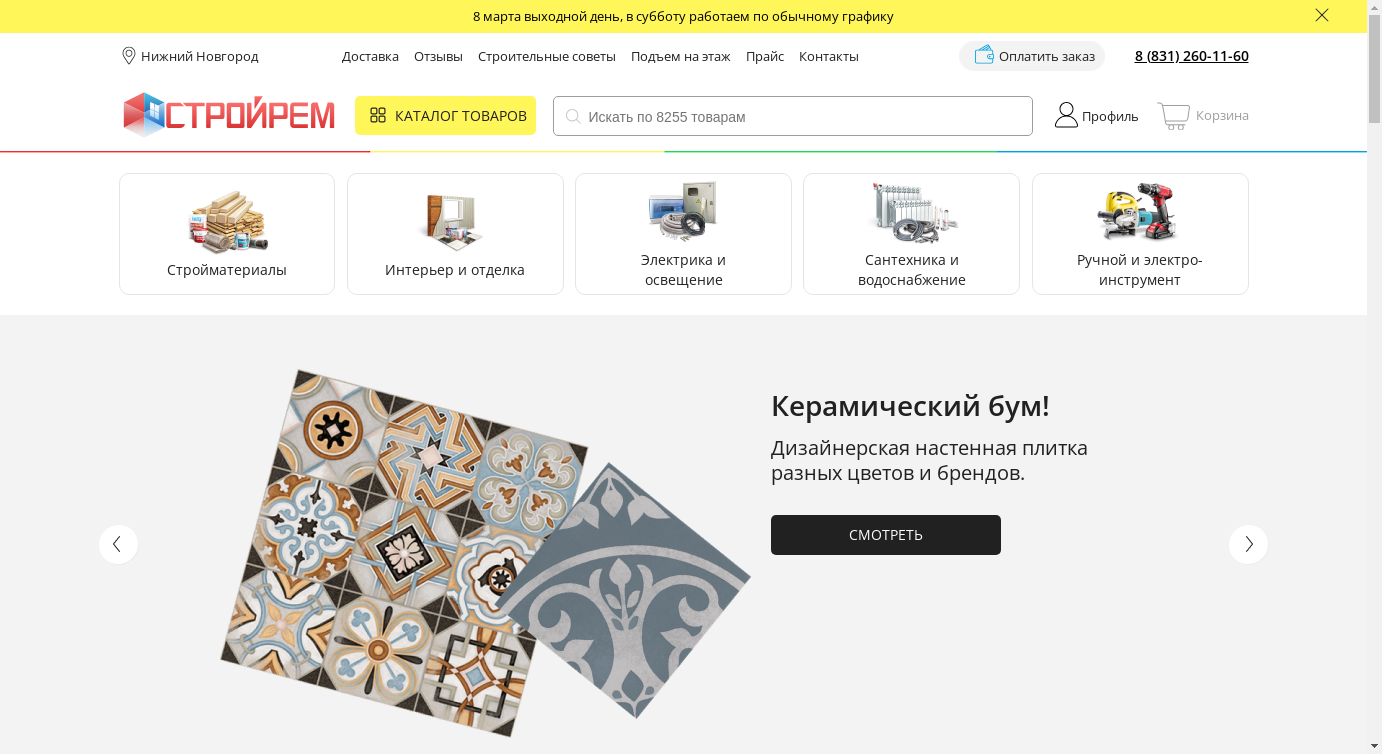 8 марта выходной день, в субботу работаем по обычному графику
Нижний Новгород
Доставка
Отзывы
Строительные советы
Подъем на этаж
Прайс
Контакты
Оплатить заказ
8 (831) 260-11-60
СТРОЙРЕМ
КАТАЛОГ ТОВАРОВ
Искать по 8255 товарам
Профиль
Корзина
Стройматериалы
Интерьер и отделка
Электрика и
освещение
Сантехника и
водоснабжение
Ручной и электро-
инструмент
Керамический бум!
Дизайнерская настенная плитка
разных цветов и брендов.
СМОТРЕТЬ